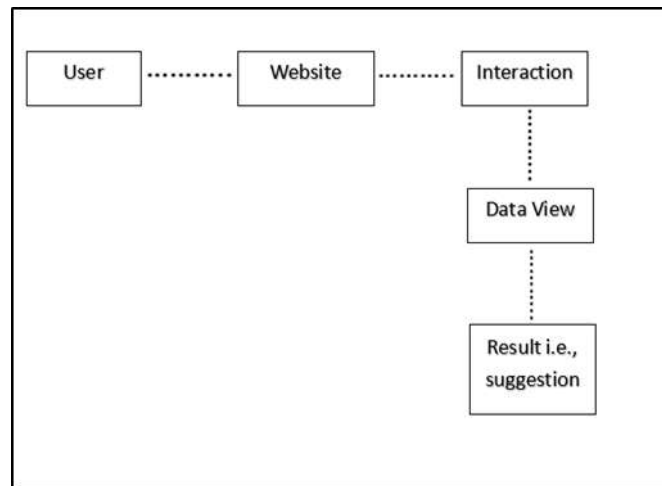 User
Website
Interaction
Data View
Result i.e.,
suggestion